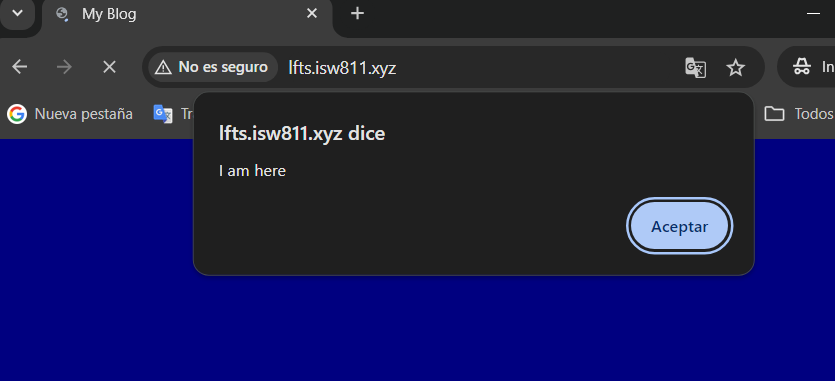 My Blog
No es seguro
lfts.isw811.xyz
In
Nueva pestaña
Tr
Todos
lfts.isw811.xyz dice
I am here
Aceptar